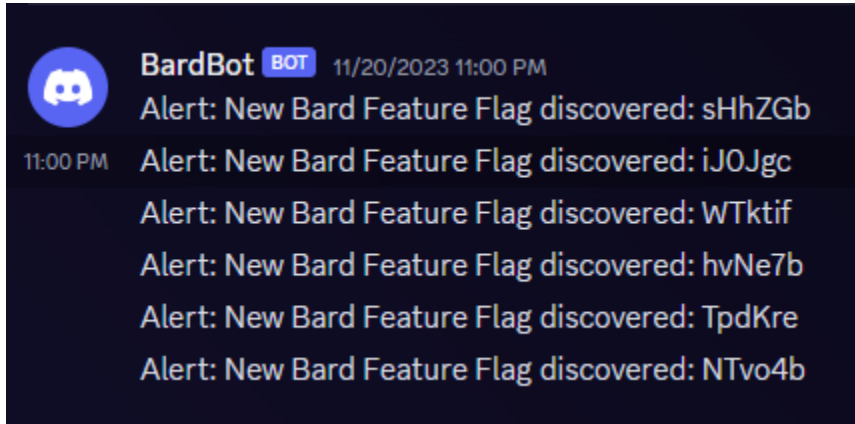 BardBot BOT 11/20/2023 11:00 PM
Alert: New Bard Feature Flag discovered: sHhZGb
11:00 PM Alert: New Bard Feature Flag discovered: iJ0Jgc
Alert: New Bard Feature Flag discovered: WTktif
Alert: New Bard Feature Flag discovered: hvNe7b
Alert: New Bard Feature Flag discovered: TpdKre
Alert: New Bard Feature Flag discovered: NTvo4b